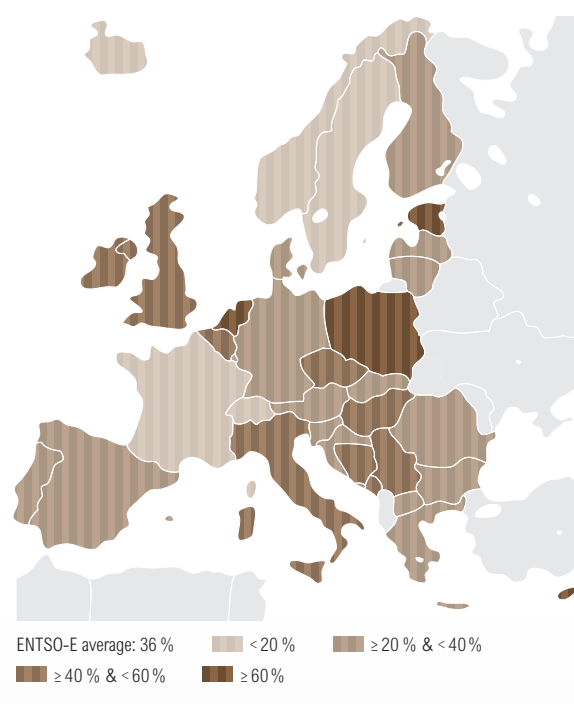 ENTSO-E average: 36 % < 20 % ≥ 20 % & < 40 %
≥ 40 % & < 60 % ≥ 60 %